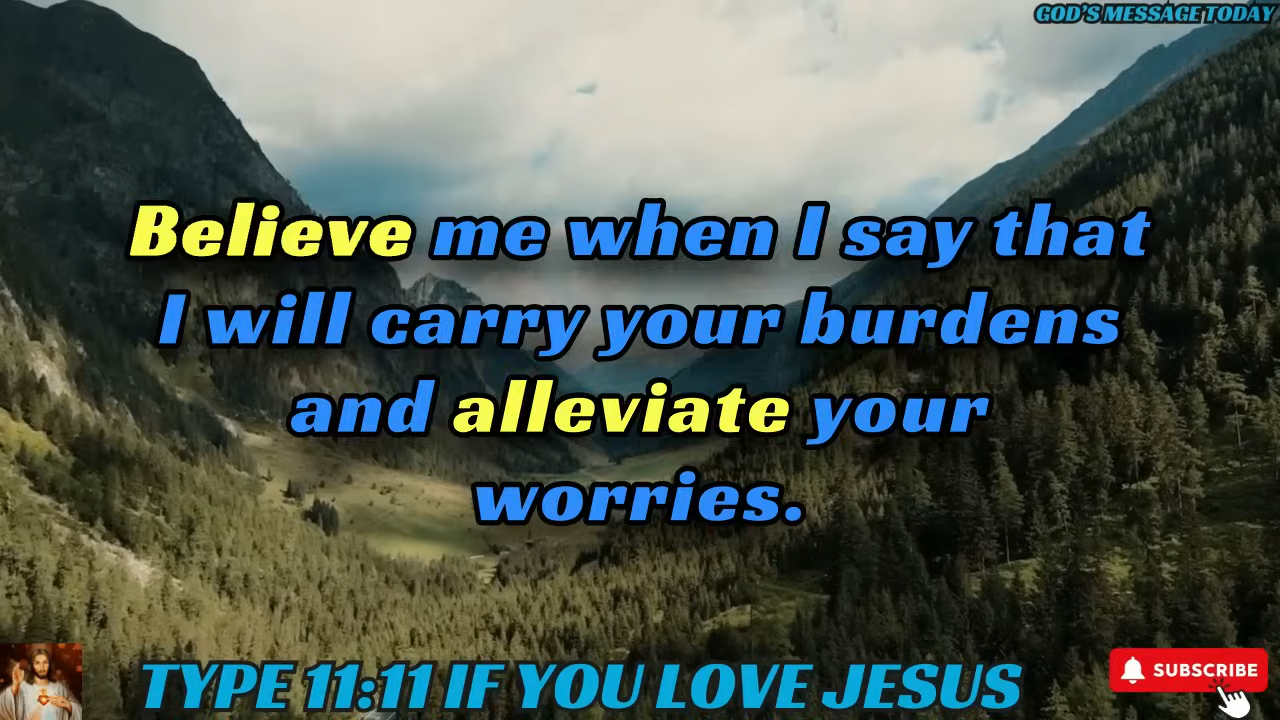 GOD'S MESSAGE TODAY
Believe me when I say that
I will carry your burdens
and alleviate your
worries.
TYPE 11:11 IF YOU LOVE JESUS
SUBSCRIBE